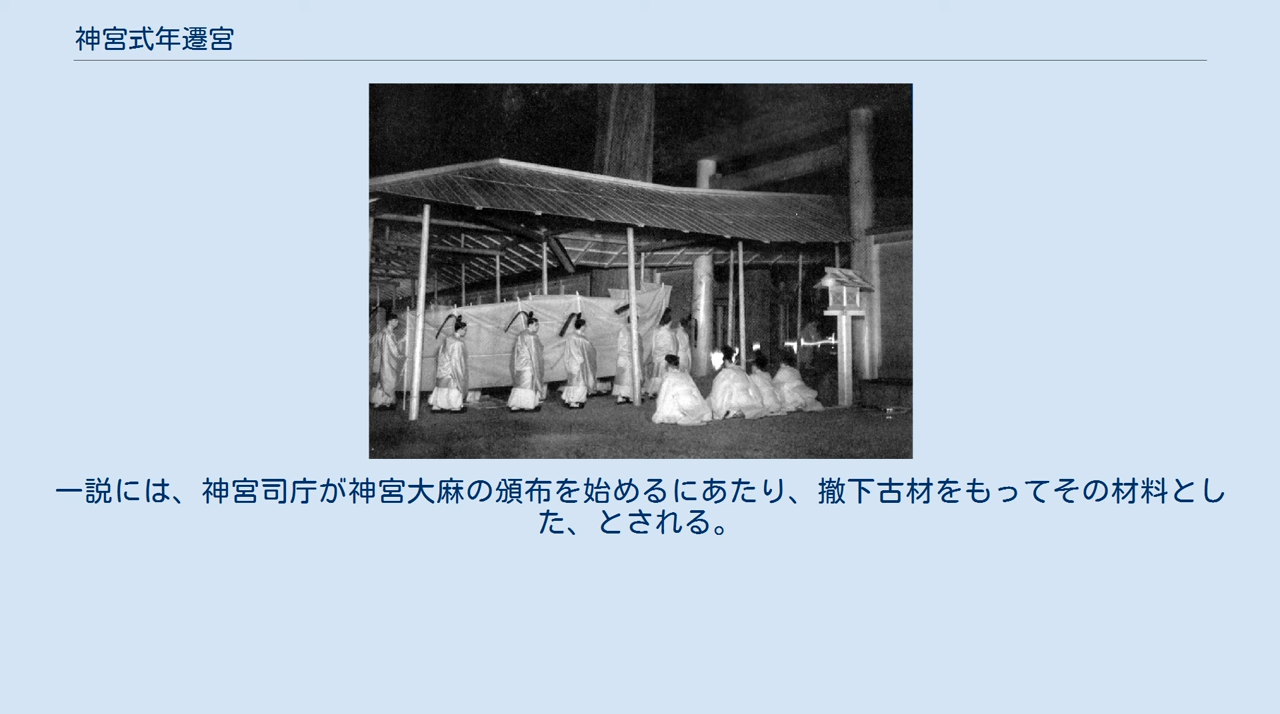 神宮式年遷宮
一説には、神宮司庁が神宮大麻の頒布を始めるにあたり、撤下古材をもってその材料とし
た、とされる。